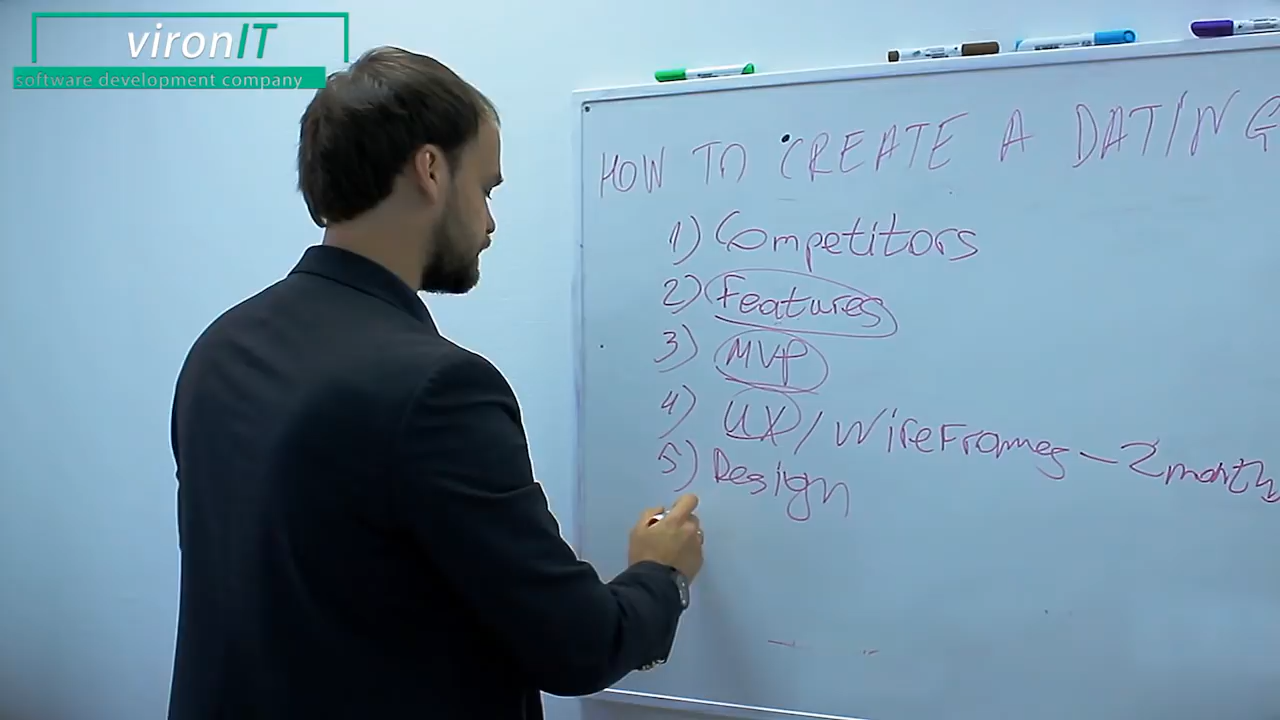 vironIT
software development company
HOW TO CREATE A DATING
1) Competitors
2) Features
3) MVP
4) UX / WireFrames - 2 months
5) Design